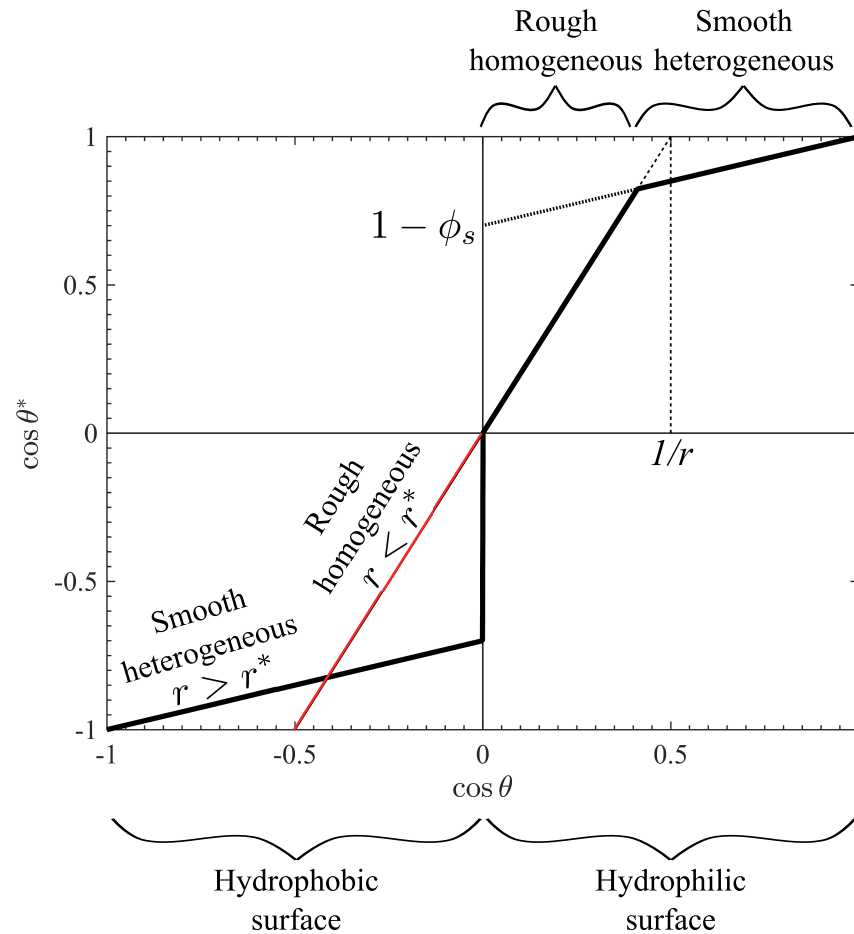 Rough
homogeneous
Smooth
heterogeneous
1
1 − ϕₛ
0.5
cos θ*
0
1/r
Rough
homogeneous
r < r*
-0.5
Smooth
heterogeneous
r > r*
-1
-1
-0.5
0
0.5
cos θ
Hydrophobic
surface
Hydrophilic
surface